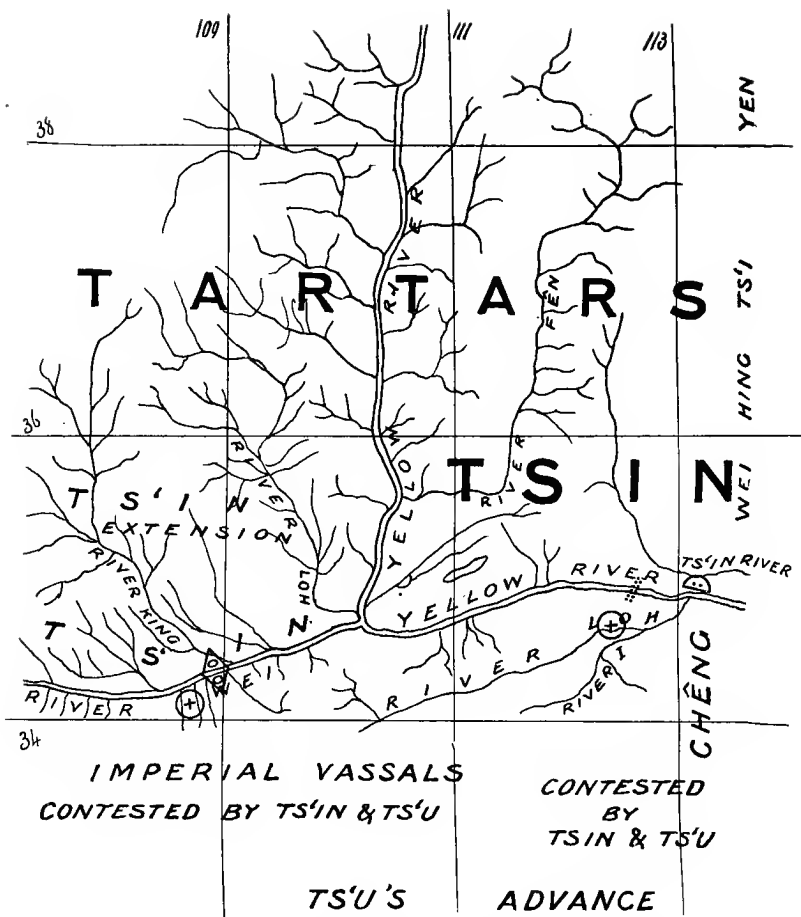 109 111 113
38
YEN
RIVER
TARTARS
FEN
HING TS'I
36
RIVER
YELLOW
RIVER
TSIN
WEI
TS'IN
EXTENSION
RIVER KING
LOH
TS'IN RIVER
YELLOW RIVER
TS'IN
LOH
RIVER
WEI
RIVER
RIVER I
CHÊNG
34
IMPERIAL VASSALS
CONTESTED BY TS'IN & TS'U
CONTESTED
BY
TSIN & TS'U
TS'U'S ADVANCE